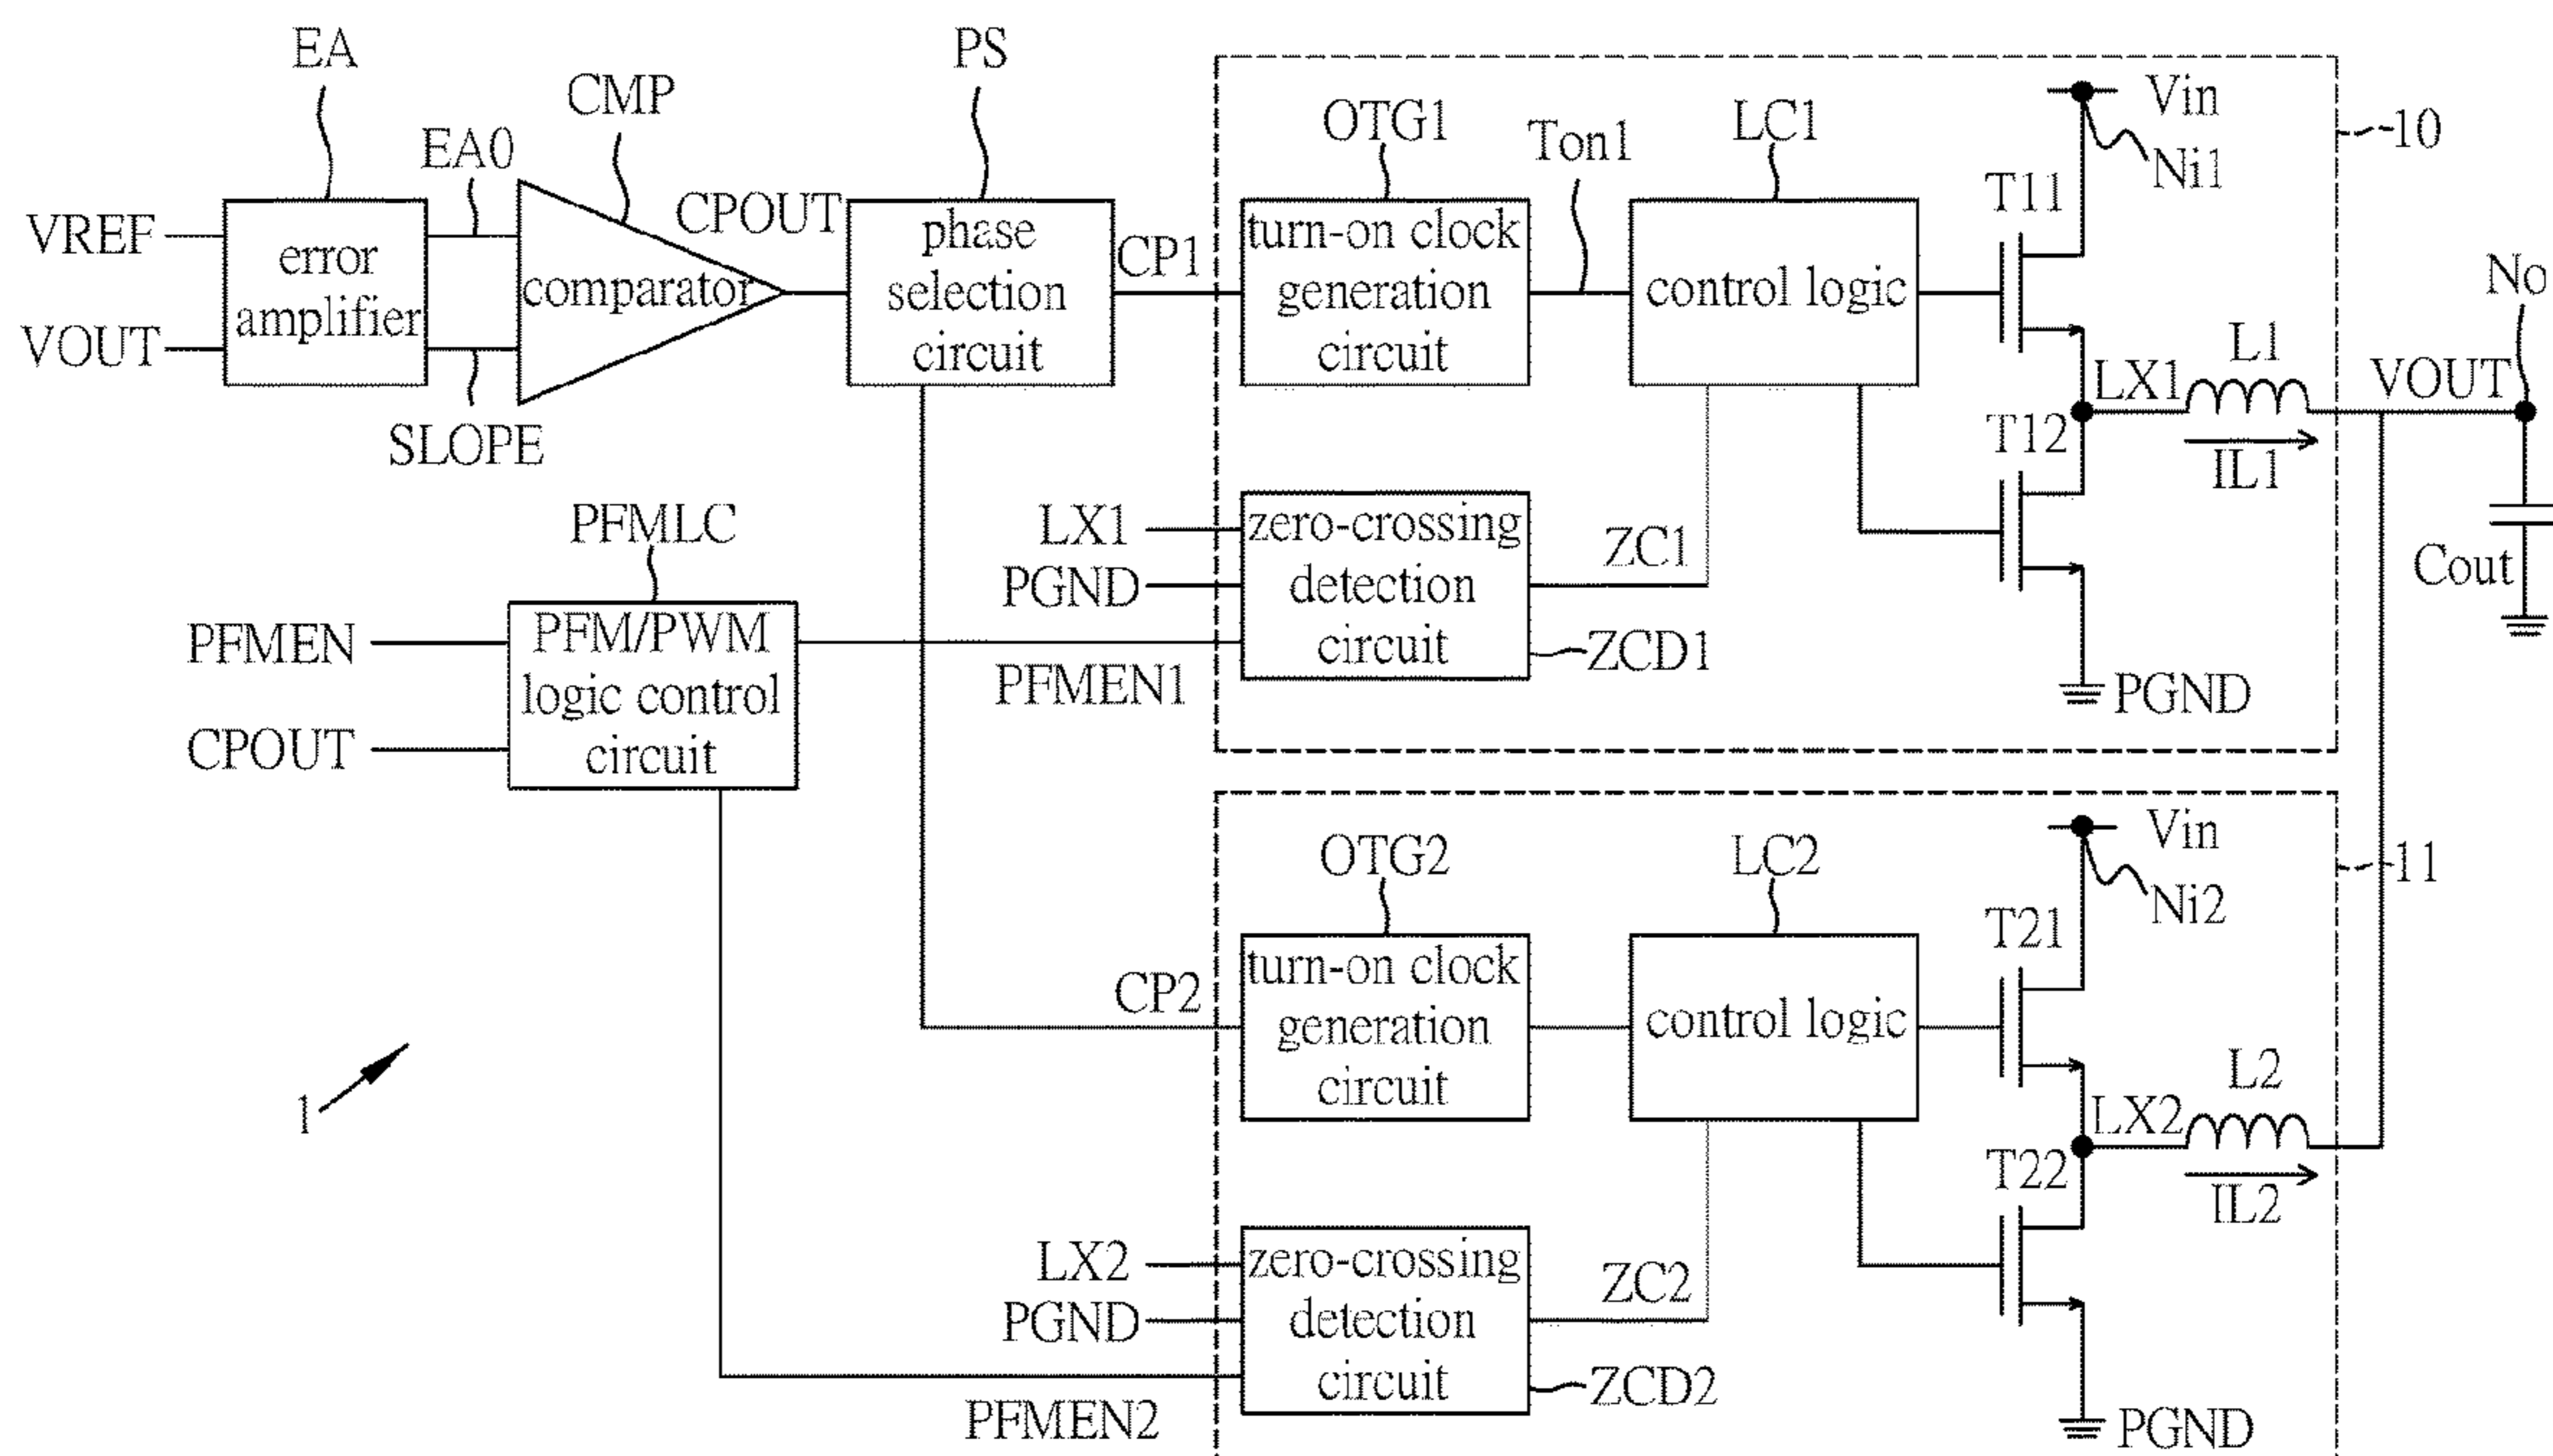 EA
CMP
PS
EA0
CPOUT
VREF
VOUT
error
amplifier
comparator
phase
selection
circuit
CP1
SLOPE
OTG1
Ton1
LC1
turn-on clock
generation
circuit
control logic
Vin
Ni1
10
T11
T12
LX1
L1
IL1
VOUT
No
Cout
PGND
LX1
PGND
PFMEN1
zero-crossing
detection
circuit
ZC1
ZCD1
PFMLC
PFMEN
CPOUT
PFM/PWM
logic control
circuit
OTG2
LC2
CP2
turn-on clock
generation
circuit
control logic
Vin
Ni2
11
T21
T22
LX2
L2
IL2
PGND
LX2
PGND
PFMEN2
zero-crossing
detection
circuit
ZC2
ZCD2
1